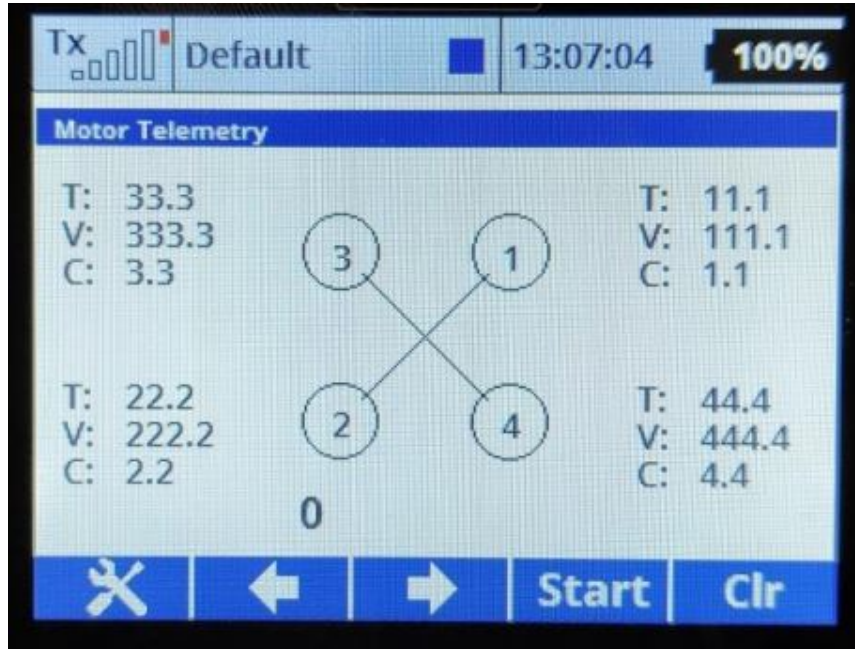 Tx Default 13:07:04 100%
Motor Telemetry
T: 33.3
V: 333.3
C: 3.3
3
1
T: 11.1
V: 111.1
C: 1.1
T: 22.2
V: 222.2
C: 2.2
2
4
T: 44.4
V: 444.4
C: 4.4
0
Start Clr